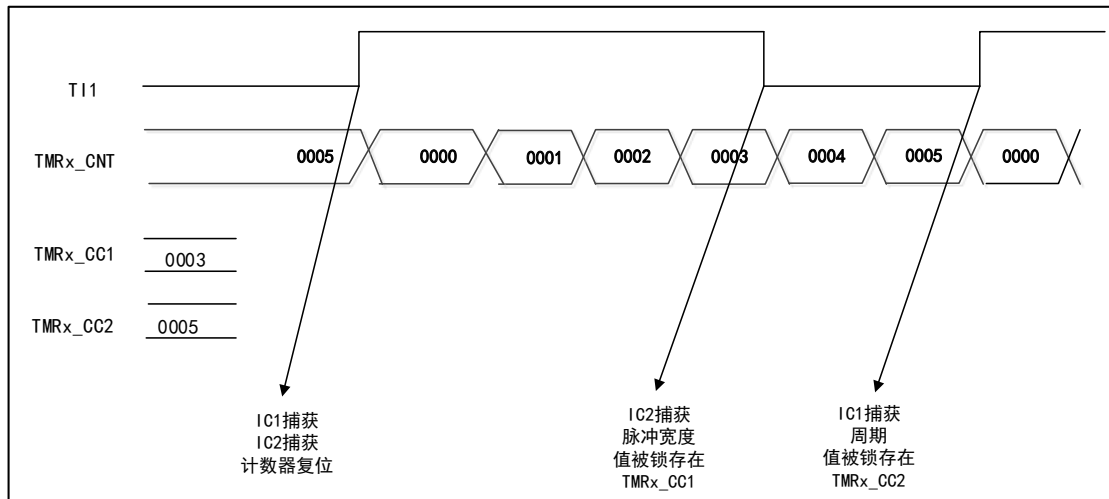 TI1
TMRx_CNT
0005 0000 0001 0002 0003 0004 0005 0000
TMRx_CC1
0003
TMRx_CC2
0005
IC1捕获
IC2捕获
计数器复位
IC2捕获
脉冲宽度
值被锁存在
TMRx_CC1
IC1捕获
周期
值被锁存在
TMRx_CC2